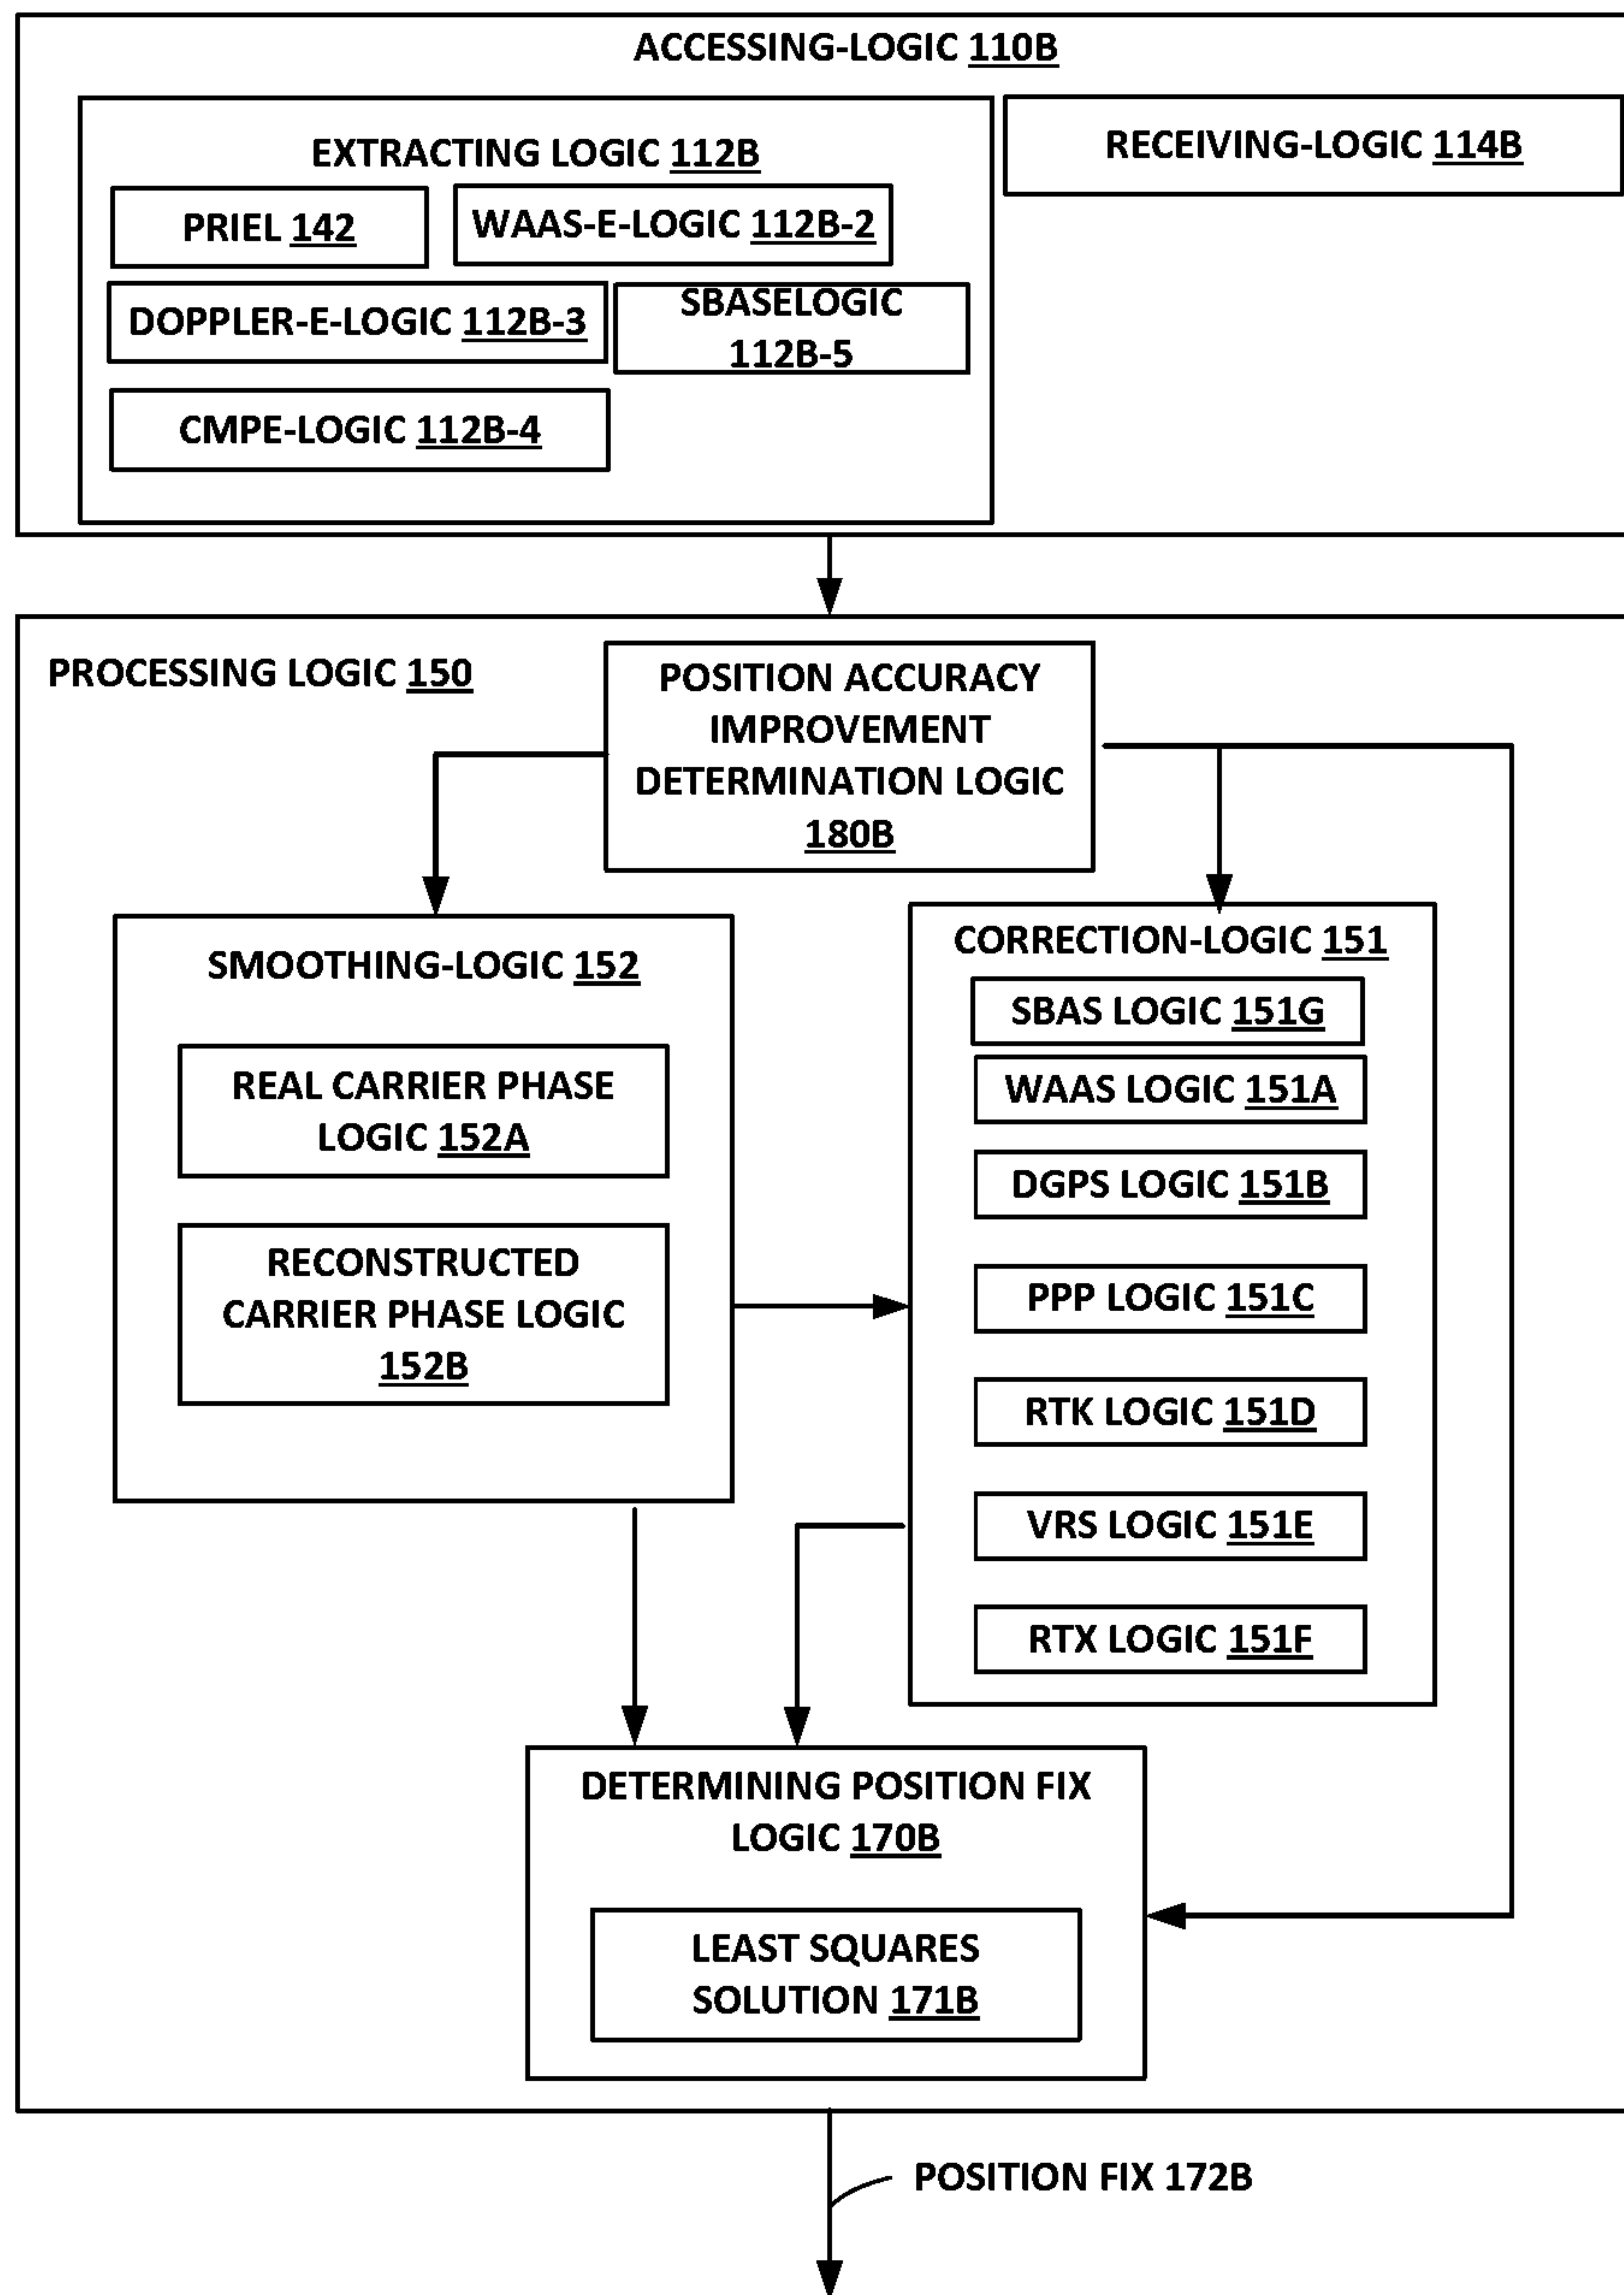 ACCESSING-LOGIC 110B
EXTRACTING LOGIC 112B
RECEIVING-LOGIC 114B
PRIEL 142
WAAS-E-LOGIC 112B-2
DOPPLER-E-LOGIC 112B-3
SBASELOGIC
112B-5
CMPE-LOGIC 112B-4
PROCESSING LOGIC 150
POSITION ACCURACY
IMPROVEMENT
DETERMINATION LOGIC
180B
SMOOTHING-LOGIC 152
REAL CARRIER PHASE
LOGIC 152A
RECONSTRUCTED
CARRIER PHASE LOGIC
152B
CORRECTION-LOGIC 151
SBAS LOGIC 151G
WAAS LOGIC 151A
DGPS LOGIC 151B
PPP LOGIC 151C
RTK LOGIC 151D
VRS LOGIC 151E
RTX LOGIC 151F
DETERMINING POSITION FIX
LOGIC 170B
LEAST SQUARES
SOLUTION 171B
POSITION FIX 172B